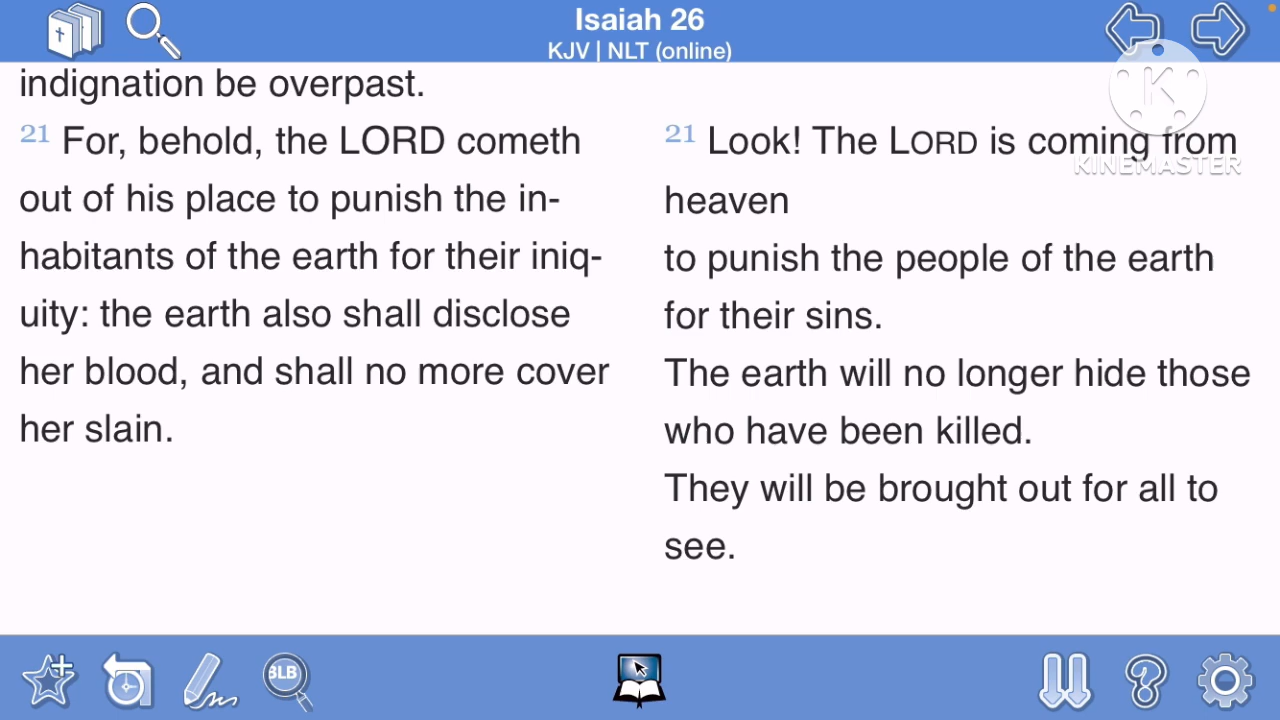 Isaiah 26
KJV | NLT (online)
indignation be overpast.
21 For, behold, the LORD cometh
out of his place to punish the in-
habitants of the earth for their iniq-
uity: the earth also shall disclose
her blood, and shall no more cover
her slain.
21 Look! The LORD is coming from
heaven
to punish the people of the earth
for their sins.
The earth will no longer hide those
who have been killed.
They will be brought out for all to
see.
K
KINEMASTER
BLB